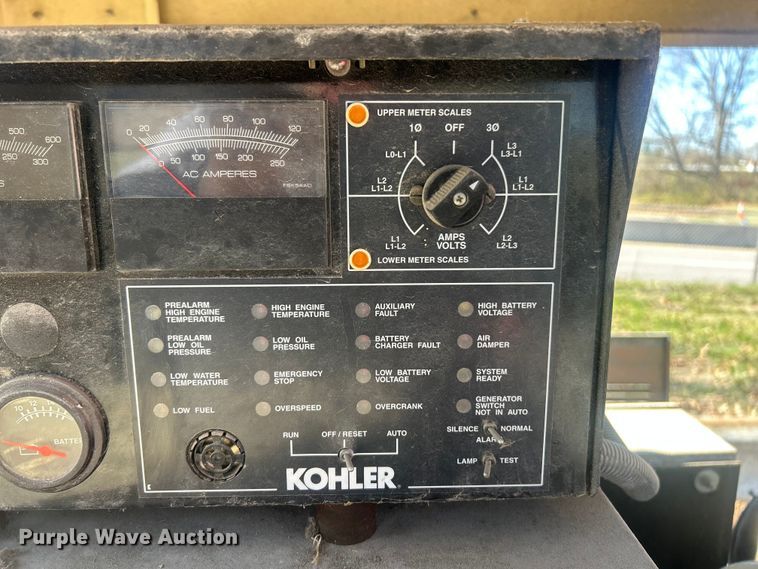 500 600
250 300
S
0 20 40 60 80 100 120
0 50 100 150 200 250
AC AMPERES
UPPER METER SCALES
1Ø OFF 3Ø
L0-L1
L3
L3-L1
L2
L1-L2
L1
L1-L2
L1
L1-L2
L2
L2-L3
AMPS
VOLTS
LOWER METER SCALES
PREALARM
HIGH ENGINE
TEMPERATURE
HIGH ENGINE
TEMPERATURE
AUXILIARY
FAULT
HIGH BATTERY
VOLTAGE
PREALARM
LOW OIL
PRESSURE
LOW OIL
PRESSURE
BATTERY
CHARGER FAULT
AIR
DAMPER
LOW WATER
TEMPERATURE
EMERGENCY
STOP
LOW BATTERY
VOLTAGE
SYSTEM
READY
LOW FUEL
OVERSPEED
OVERCRANK
GENERATOR
SWITCH
NOT IN AUTO
SILENCE NORMAL
ALARM
RUN OFF/RESET AUTO
LAMP TEST
KOHLER
10 12
BATTER
Purple Wave Auction